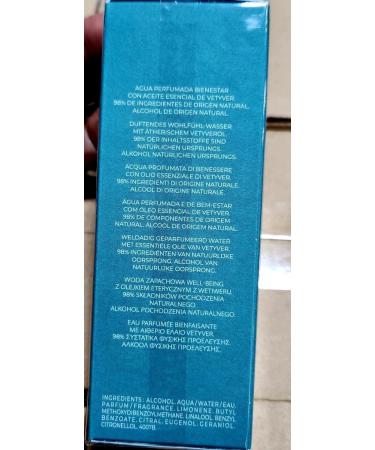 AGUA PERFUMADA BIENESTAR
CON ACEITE ESENCIAL DE VETYVER.
98% DE INGREDIENTES DE ORIGEN NATURAL.
ALCOHOL DE ORIGEN NATURAL.
DUFTENDES WOHLFÜHL-WASSER
MIT ÄTHERISCHEM VETYVERÖL.
98% DER INHALTSSTOFFE SIND
NATÜRLICHEN URSPRUNGS.
ALKOHOL NATÜRLICHEN URSPRUNGS.
ACQUA PROFUMATA DI BENESSERE
CON OLIO ESSENZIALE DI VETYVER.
98% INGREDIENTI DI ORIGINE NATURALE.
ALCOOL DI ORIGINE NATURALE.
ÁGUA PERFUMADA E DE BEM-ESTAR
COM ÓLEO ESSENCIAL DE VETYVER.
98% DE COMPONENTES DE ORIGEM
NATURAL. ÁLCOOL DE ORIGEM NATURAL.
WELDADIG GEPARFUMEERD WATER
MET ESSENTIËLE OLIE VAN VETYVER.
98% INGREDIËNTEN VAN NATUURLIJKE
OORSPRONG. ALCOHOL VAN
NATUURLIJKE OORSPRONG.
WODA ZAPACHOWA WELL-BEING
Z OLEJKIEM ETERYCZNYM Z WETIWERU.
98% SKŁADNIKÓW POCHODZENIA
NATURALNEGO.
ALKOHOL POCHODZENIA NATURALNEGO.
EAU PARFUMÉE BIENFAISANTE
ΜΕ ΑΙΘΕΡΙΟ ΕΛΑΙΟ VETYVER.
98% ΣΥΣΤΑΤΙΚΑ ΦΥΣΙΚΗΣ ΠΡΟΕΛΕΥΣΗΣ.
ΑΛΚΟΟΛ ΦΥΣΙΚΗΣ ΠΡΟΕΛΕΥΣΗΣ.
INGREDIENTS: ALCOHOL, AQUA/WATER/EAU,
PARFUM/FRAGRANCE, LIMONENE, BUTYL
METHOXYDIBENZOYLMETHANE, LINALOOL, BENZYL
BENZOATE, CITRAL, EUGENOL, GERANIOL,
CITRONELLOL. 4007B.